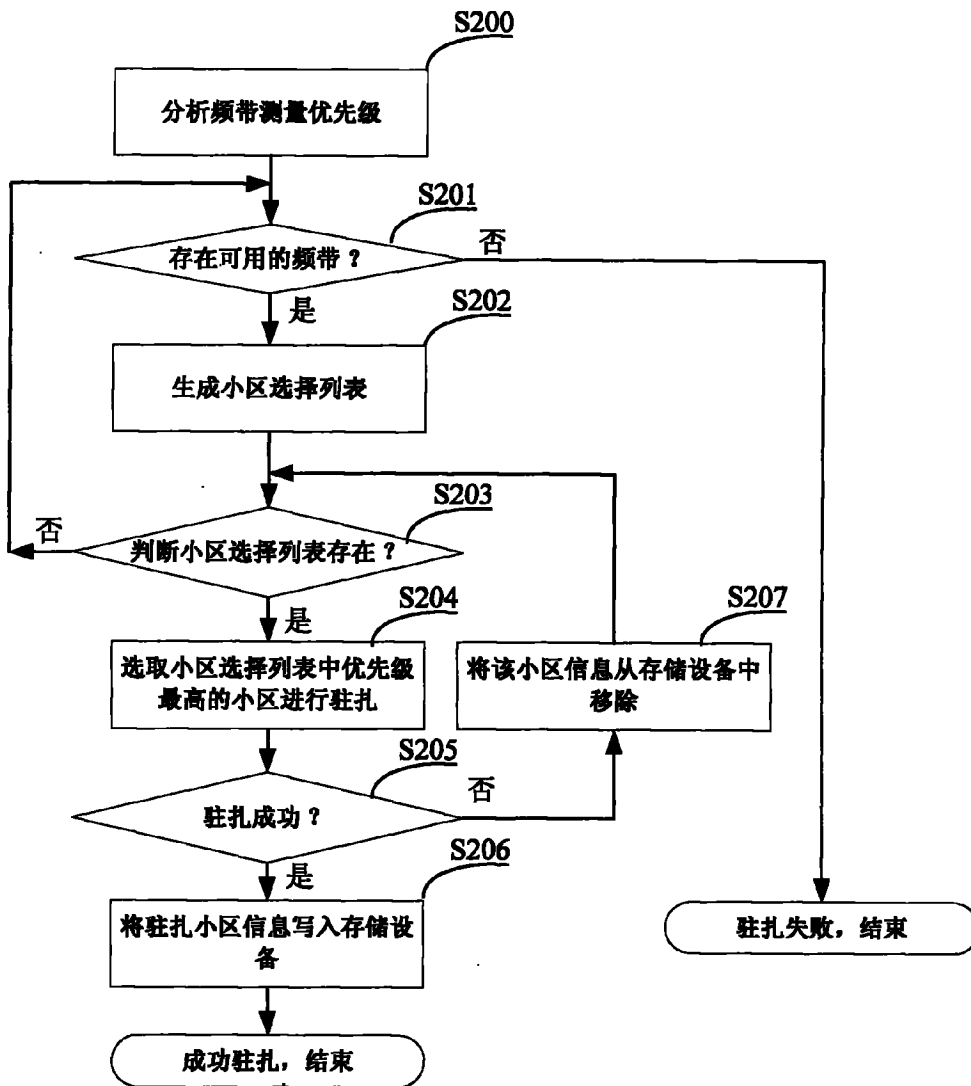 S200
分析频带测量优先级
S201
存在可用的频带？
否
是
S202
生成小区选择列表
S203
否
判断小区选择列表存在？
是
S204
选取小区选择列表中优先级
最高的小区进行驻扎
S207
将该小区信息从存储设备中
移除
S205
驻扎成功？
否
是
S206
将驻扎小区信息写入存储设
备
驻扎失败，结束
成功驻扎，结束